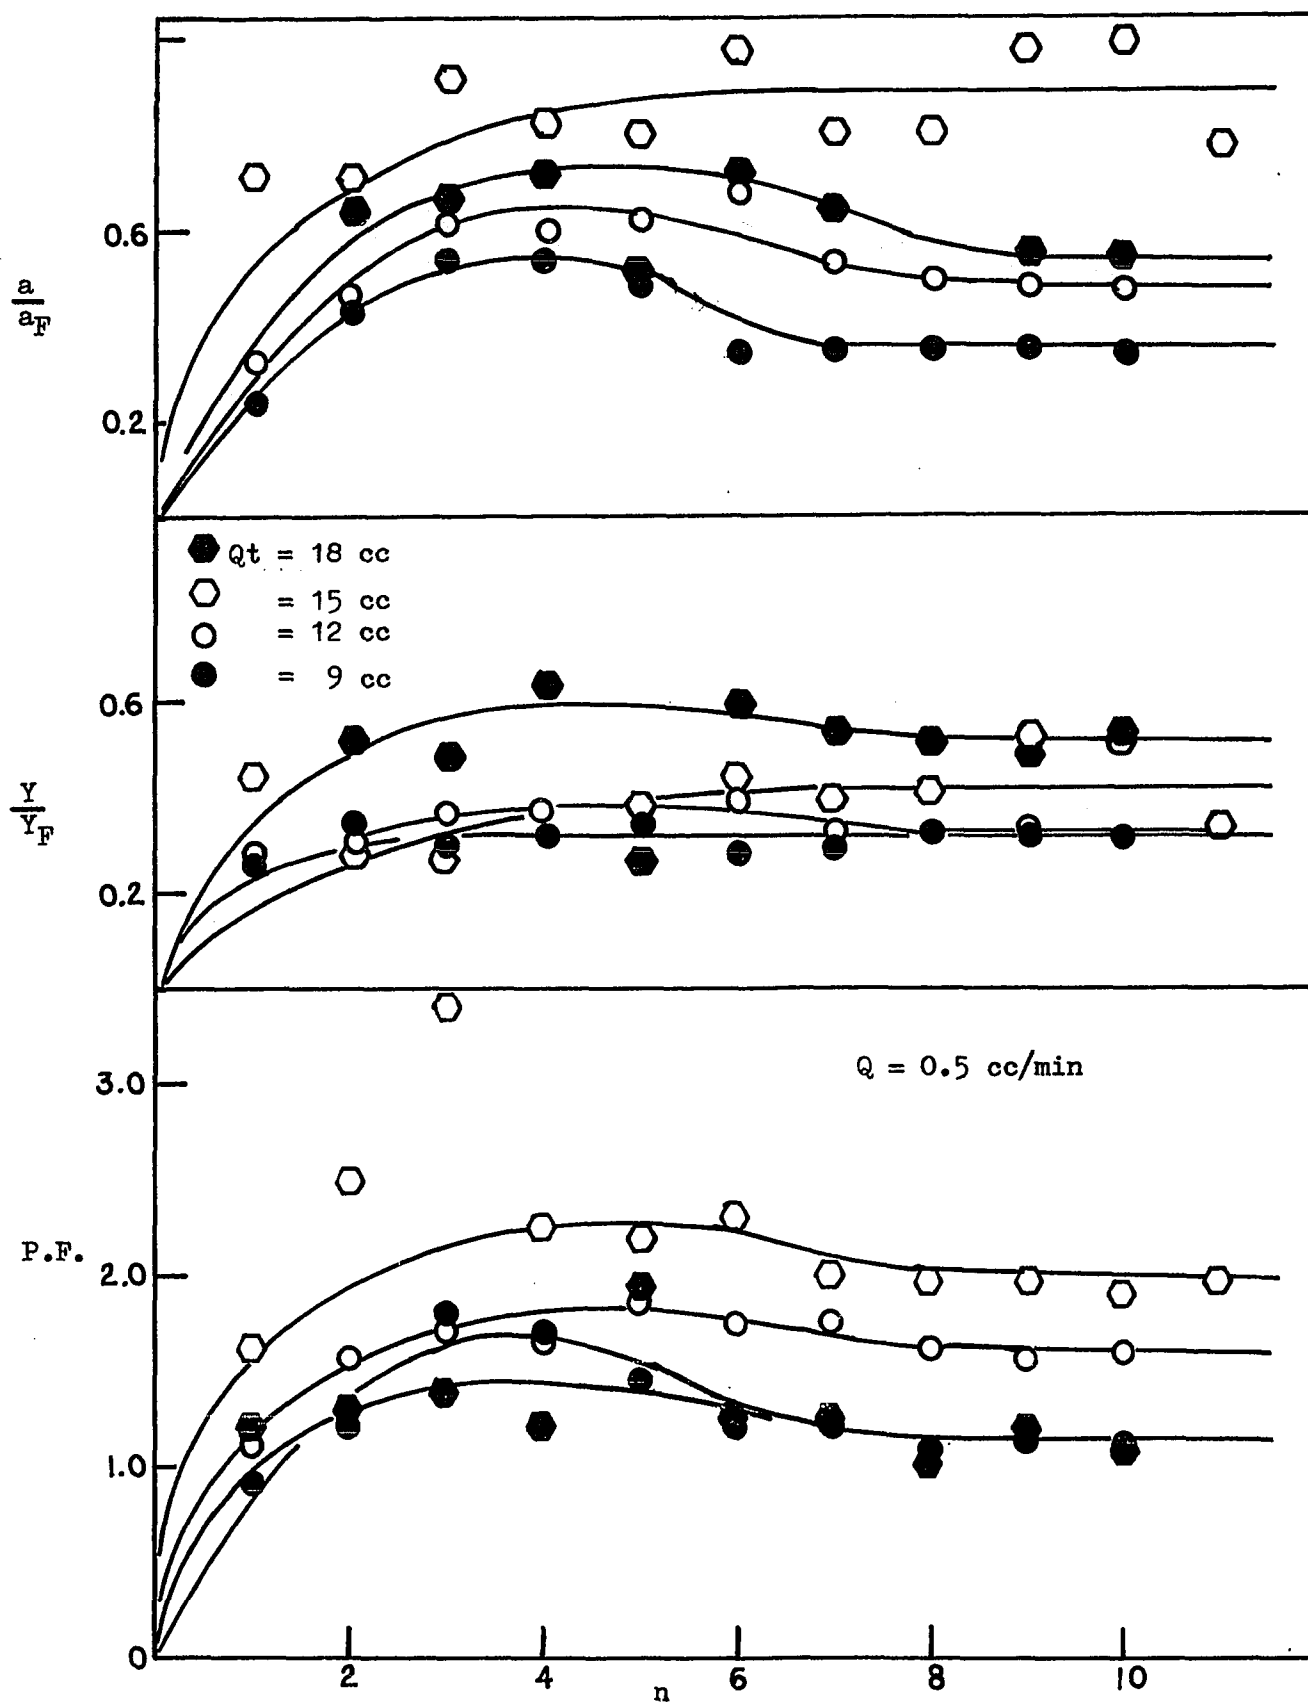 0.6
a
a_F
0.2
Qt = 18 cc
= 15 cc
= 12 cc
= 9 cc
0.6
Y
Y_F
0.2
Q = 0.5 cc/min
3.0
P.F.
2.0
1.0
0
2 4 6 8 10
n